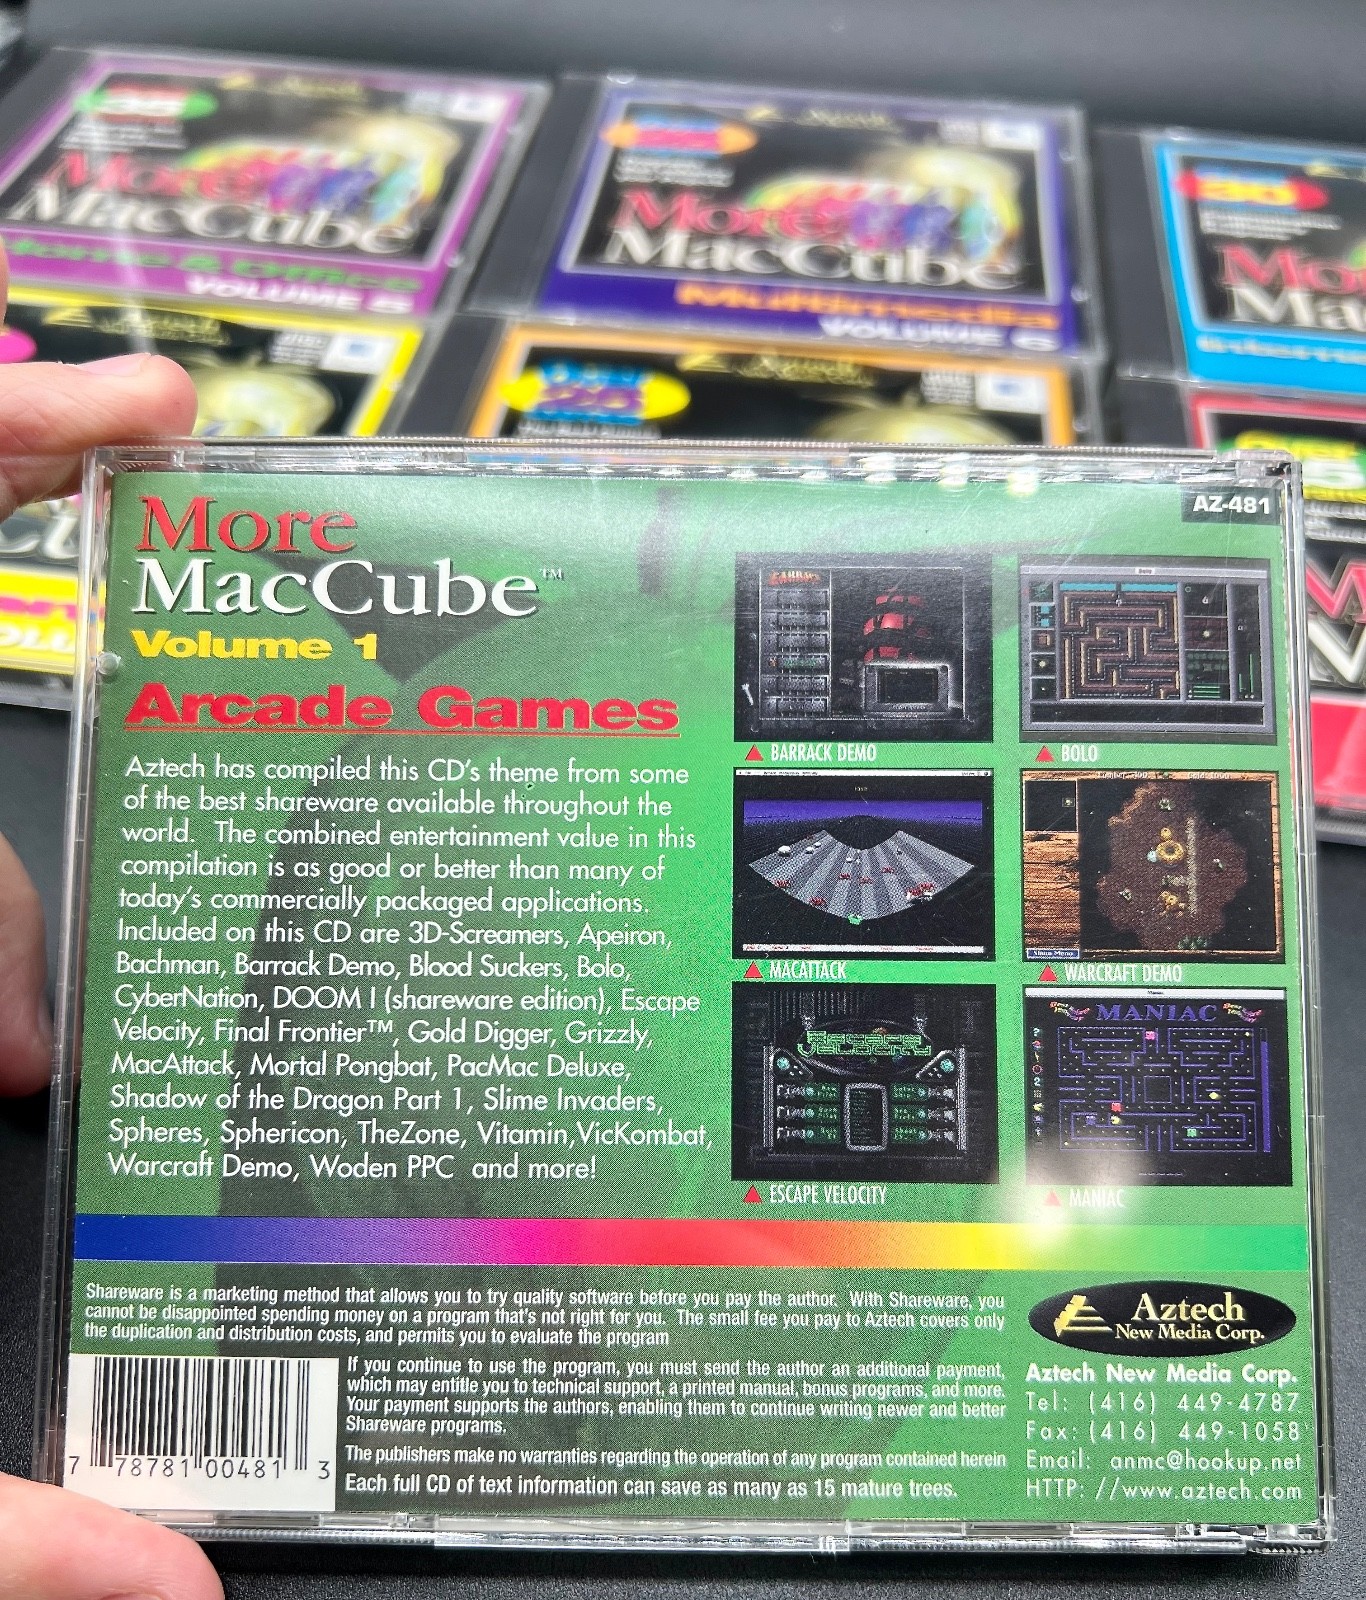 More
MacCube
Home & Office
VOLUME 5
More
MacCube
Multimedia
VOLUME 6
30
More
25
OVER
AZ-481
More
MacCube™
Volume 1
Arcade Games
Aztech has compiled this CD's theme from some
of the best shareware available throughout the
world. The combined entertainment value in this
compilation is as good or better than many of
today's commercially packaged applications.
Included on this CD are 3D-Screamers, Apeiron,
Bachman, Barrack Demo, Blood Suckers, Bolo,
CyberNation, DOOM I (shareware edition), Escape
Velocity, Final Frontier™, Gold Digger, Grizzly,
MacAttack, Mortal Pongbat, PacMac Deluxe,
Shadow of the Dragon Part 1, Slime Invaders,
Spheres, Sphericon, TheZone, Vitamin,VicKombat,
Warcraft Demo, Woden PPC and more!
BARRACK DEMO
BOLO
MACATTACK
WARCRAFT DEMO
Escape
Velocity
ESCAPE VELOCITY
MANIAC
MANIAC
Shareware is a marketing method that allows you to try quality software before you pay the author. With Shareware, you
cannot be disappointed spending money on a program that's not right for you. The small fee you pay to Aztech covers only
the duplication and distribution costs, and permits you to evaluate the program
If you continue to use the program, you must send the author an additional payment,
which may entitle you to technical support, a printed manual, bonus programs, and more.
Your payment supports the authors, enabling them to continue writing newer and better
Shareware programs.
The publishers make no warranties regarding the operation of any program contained herein
Each full CD of text information can save as many as 15 mature trees.
7 78781 00481 3
Aztech
New Media Corp.
Aztech New Media Corp.
Tel: (416) 449-4787
Fax: (416) 449-1058
Email: anmc@hookup.net
HTTP: //www.aztech.com